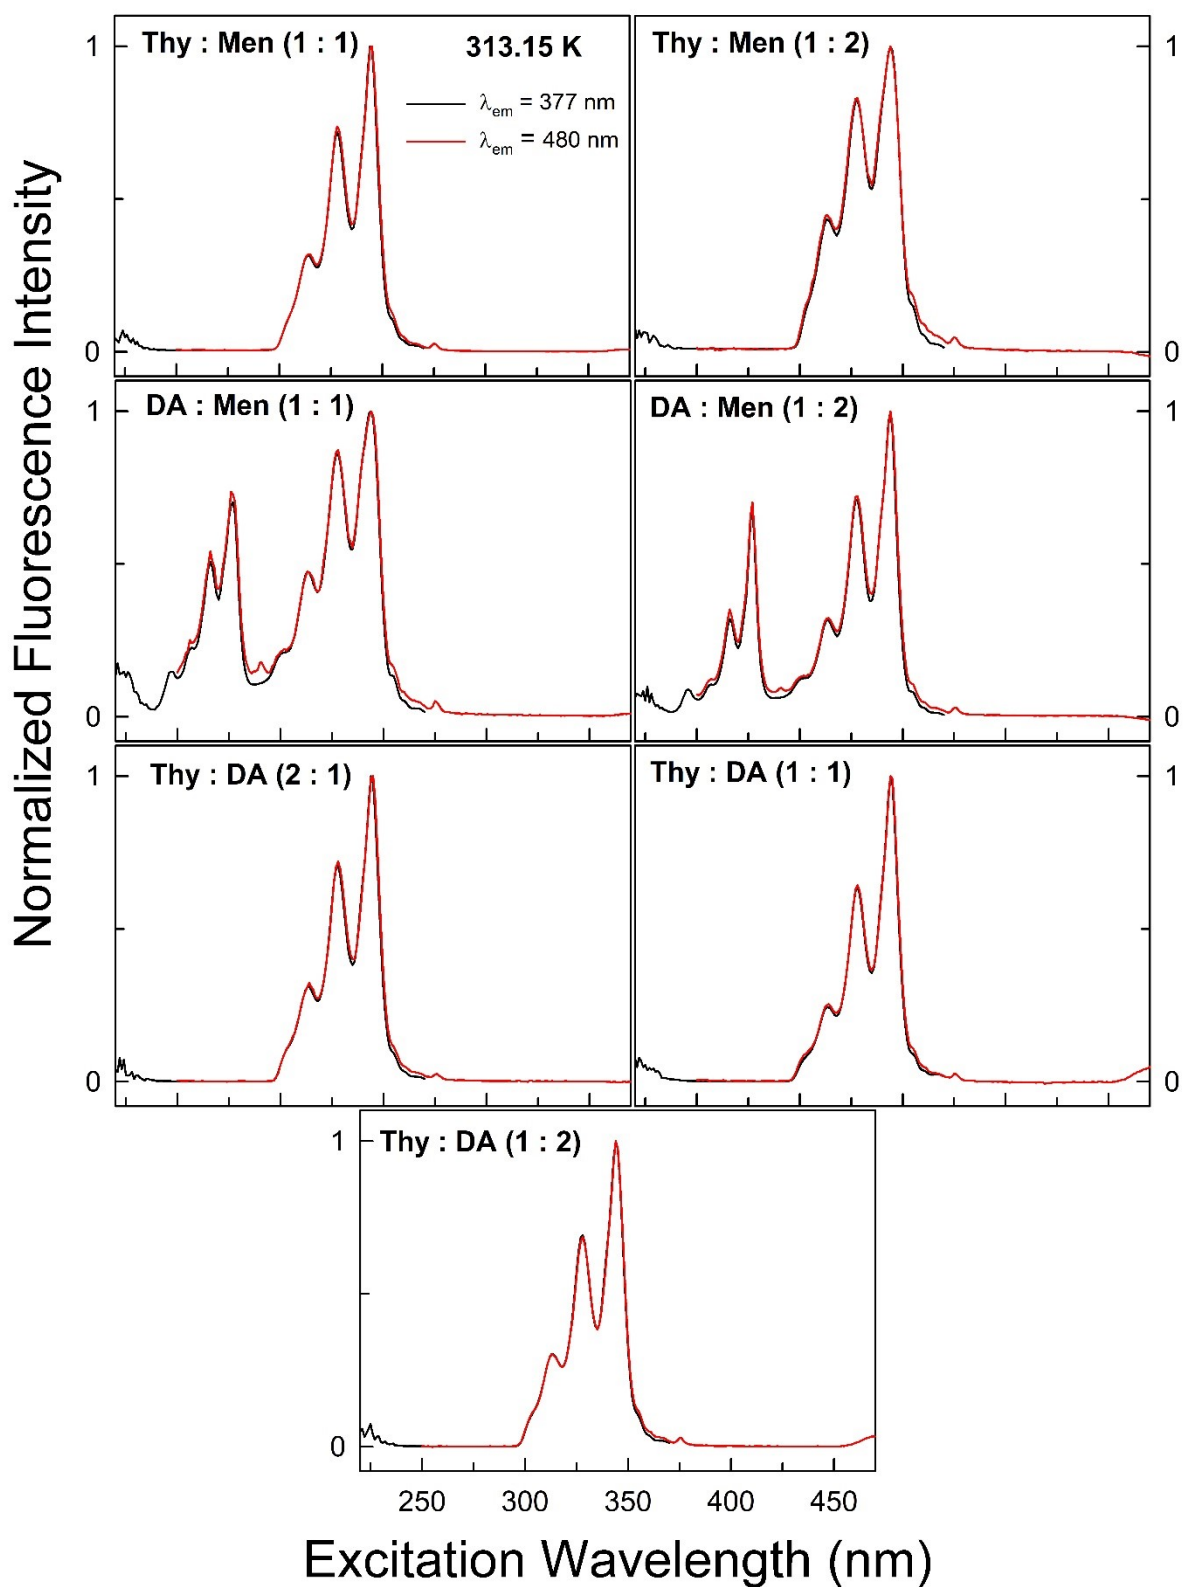 Normalized Fluorescence Intensity
Thy : Men (1 : 1)
313.15 K
λem = 377 nm
λem = 480 nm
1
0
Thy : Men (1 : 2)
1
0
DA : Men (1 : 1)
1
0
DA : Men (1 : 2)
1
0
Thy : DA (2 : 1)
1
0
Thy : DA (1 : 1)
1
0
Thy : DA (1 : 2)
1
0
250 300 350 400 450
Excitation Wavelength (nm)